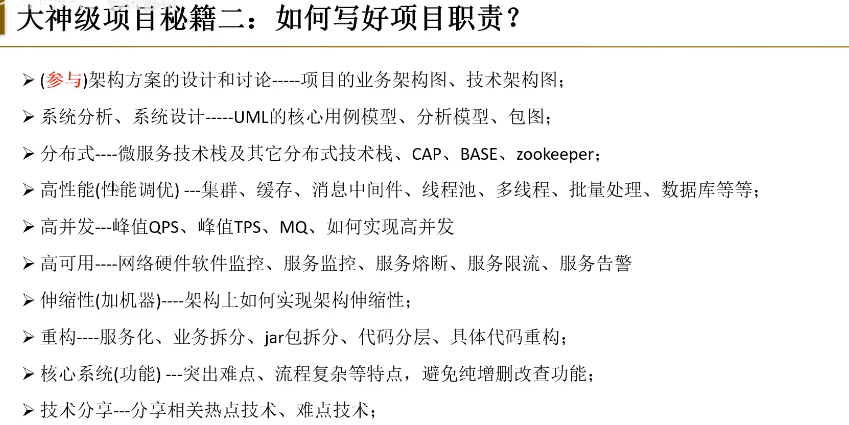 大神级项目秘籍二：如何写好项目职责？
➢ (参与)架构方案的设计和讨论-----项目的业务架构图、技术架构图；
➢ 系统分析、系统设计-----UML的核心用例模型、分析模型、包图；
➢ 分布式----微服务技术栈及其它分布式技术栈、CAP、BASE、zookeeper；
➢ 高性能(性能调优) ---集群、缓存、消息中间件、线程池、多线程、批量处理、数据库等等；
➢ 高并发---峰值QPS、峰值TPS、MQ、如何实现高并发
➢ 高可用----网络硬件软件监控、服务监控、服务熔断、服务限流、服务告警
➢ 伸缩性(加机器)----架构上如何实现架构伸缩性；
➢ 重构----服务化、业务拆分、jar包拆分、代码分层、具体代码重构；
➢ 核心系统(功能) ---突出难点、流程复杂等特点，避免纯增删改查功能；
➢ 技术分享---分享相关热点技术、难点技术；